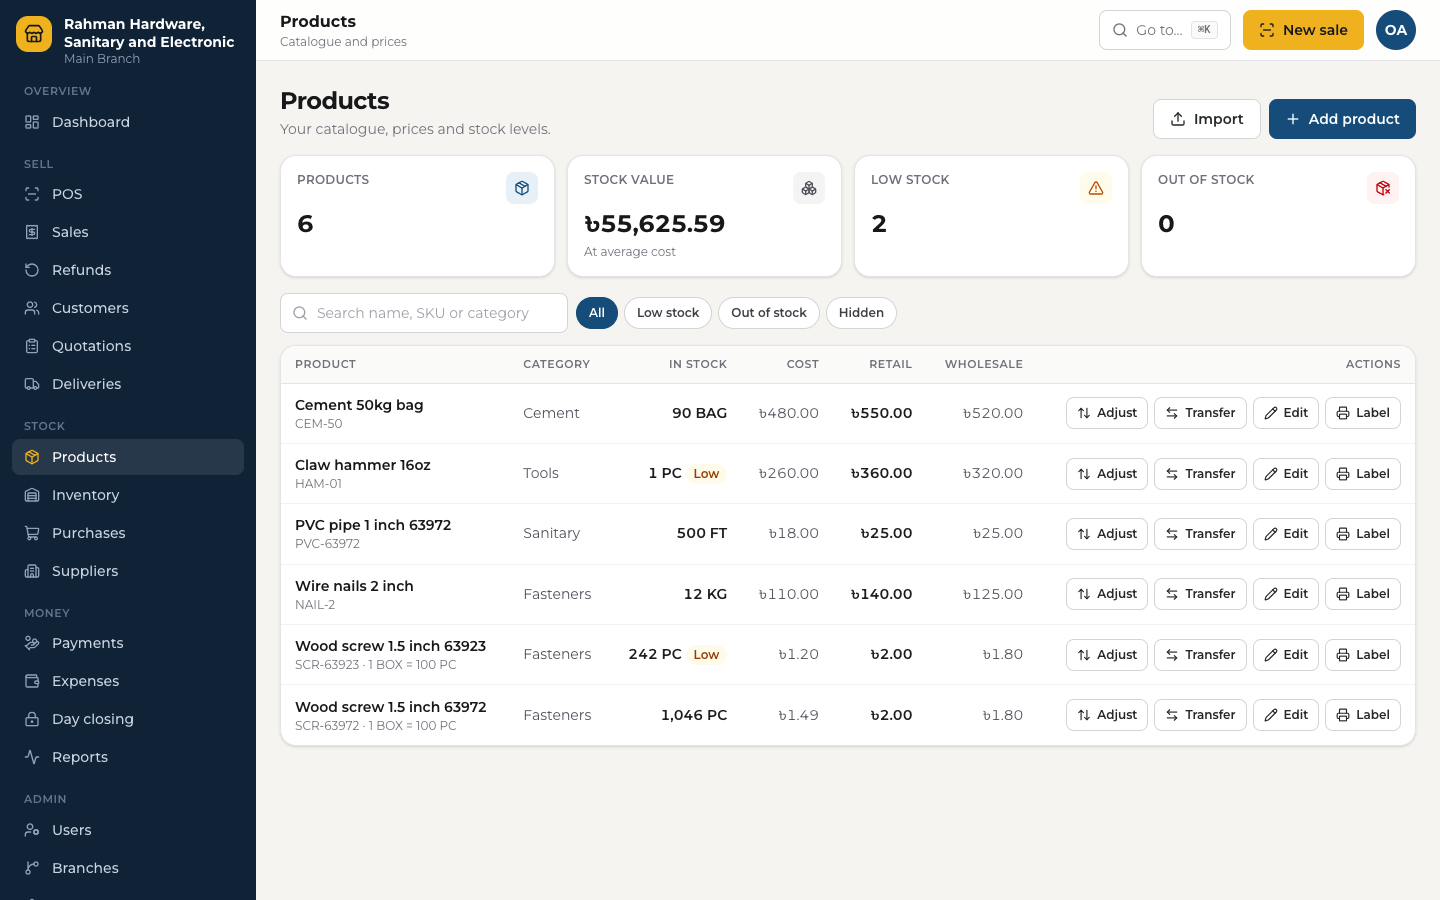 Rahman Hardware,
Sanitary and Electronic
Main Branch
OVERVIEW
Dashboard
SELL
POS
Sales
Refunds
Customers
Quotations
Deliveries
STOCK
Products
Inventory
Purchases
Suppliers
MONEY
Payments
Expenses
Day closing
Reports
ADMIN
Users
Branches
Products
Catalogue and prices
Go to... ⌘K
New sale
OA
Products
Your catalogue, prices and stock levels.
Import
Add product
PRODUCTS
6
STOCK VALUE
৳55,625.59
At average cost
LOW STOCK
2
OUT OF STOCK
0
Search name, SKU or category
All
Low stock
Out of stock
Hidden
PRODUCT CATEGORY IN STOCK COST RETAIL WHOLESALE ACTIONS
Cement 50kg bag Cement 90 BAG ৳480.00 ৳550.00 ৳520.00 Adjust Transfer Edit Label
CEM-50
Claw hammer 16oz Tools 1 PC Low ৳260.00 ৳360.00 ৳320.00 Adjust Transfer Edit Label
HAM-01
PVC pipe 1 inch 63972 Sanitary 500 FT ৳18.00 ৳25.00 ৳25.00 Adjust Transfer Edit Label
PVC-63972
Wire nails 2 inch Fasteners 12 KG ৳110.00 ৳140.00 ৳125.00 Adjust Transfer Edit Label
NAIL-2
Wood screw 1.5 inch 63923 Fasteners 242 PC Low ৳1.20 ৳2.00 ৳1.80 Adjust Transfer Edit Label
SCR-63923 · 1 BOX = 100 PC
Wood screw 1.5 inch 63972 Fasteners 1,046 PC ৳1.49 ৳2.00 ৳1.80 Adjust Transfer Edit Label
SCR-63972 · 1 BOX = 100 PC